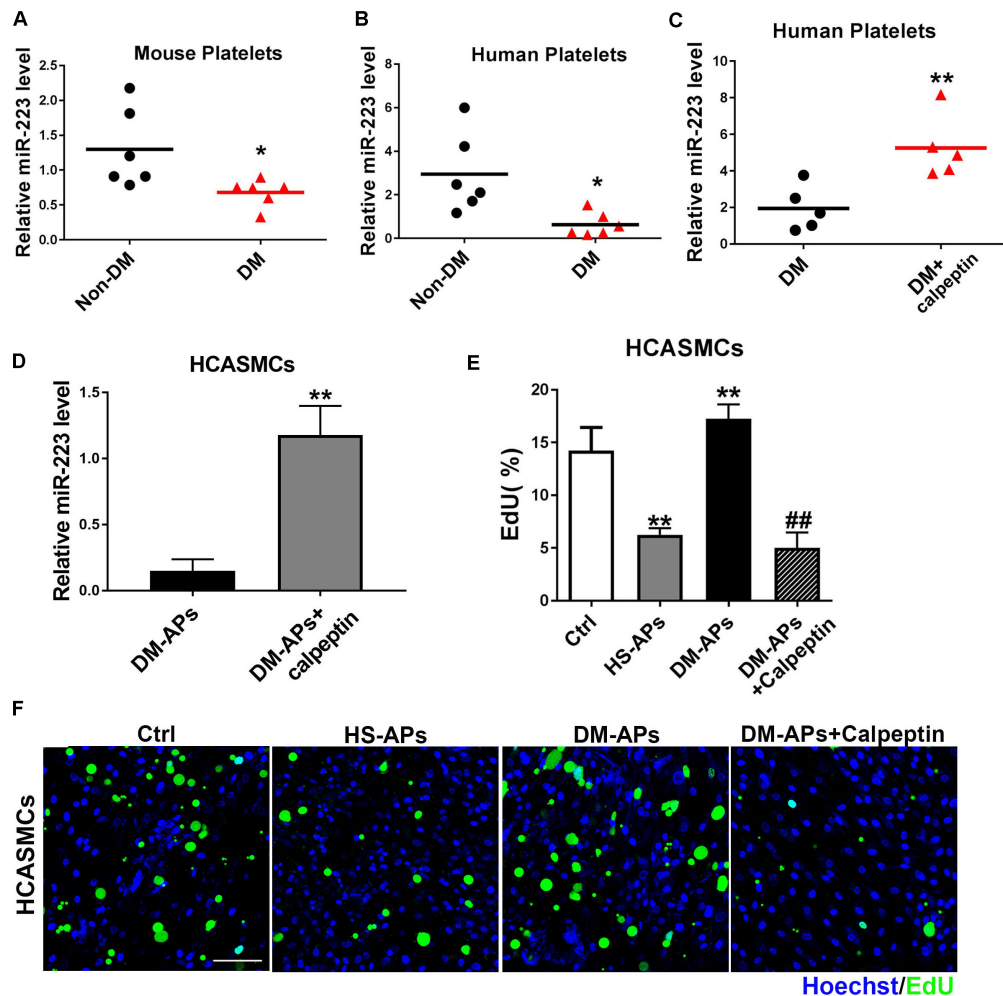 A
Mouse Platelets
Relative miR-223 level
2.5
2.0
1.5
1.0
0.5
0.0
*
Non-DM
DM
B
Human Platelets
Relative miR-223 level
8
6
4
2
0
*
Non-DM
DM
C
Human Platelets
Relative miR-223 level
10
8
6
4
2
0
**
DM
DM+
calpeptin
D
HCASMCs
Relative miR-223 level
1.5
1.0
0.5
0.0
**
DM-APs
DM-APs+
calpeptin
E
HCASMCs
EdU( %)
20
15
10
5
0
**
**
##
Ctrl
HS-APs
DM-APs
DM-APs
+Calpeptin
F
Ctrl
HS-APs
DM-APs
DM-APs+Calpeptin
HCASMCs
Hoechst/EdU